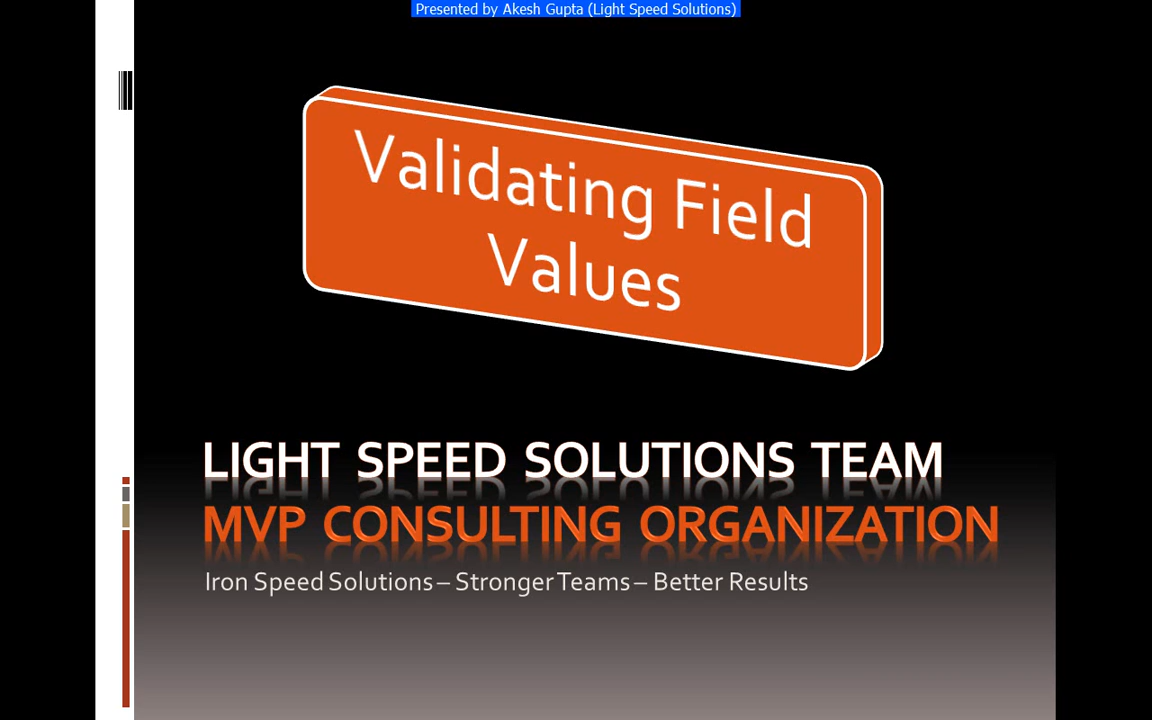 Presented by Akesh Gupta (Light Speed Solutions)
Validating Field
Values
LIGHT SPEED SOLUTIONS TEAM
MVP CONSULTING ORGANIZATION
Iron Speed Solutions – Stronger Teams – Better Results